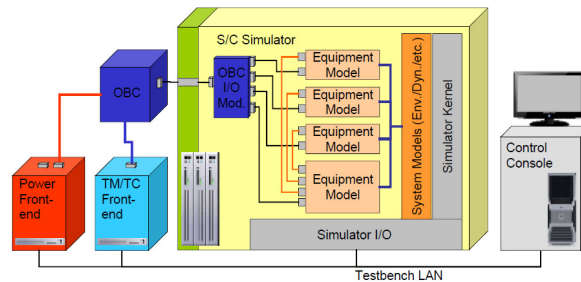 S/C Simulator
OBC
OBC
I/O
Mod.
Equipment
Model
Equipment
Model
Equipment
Model
Equipment
Model
System Models (Env./Dyn./etc.)
Simulator Kernel
Simulator I/O
Power
Front-
end
TM/TC
Front-
end
Control
Console
Testbench LAN